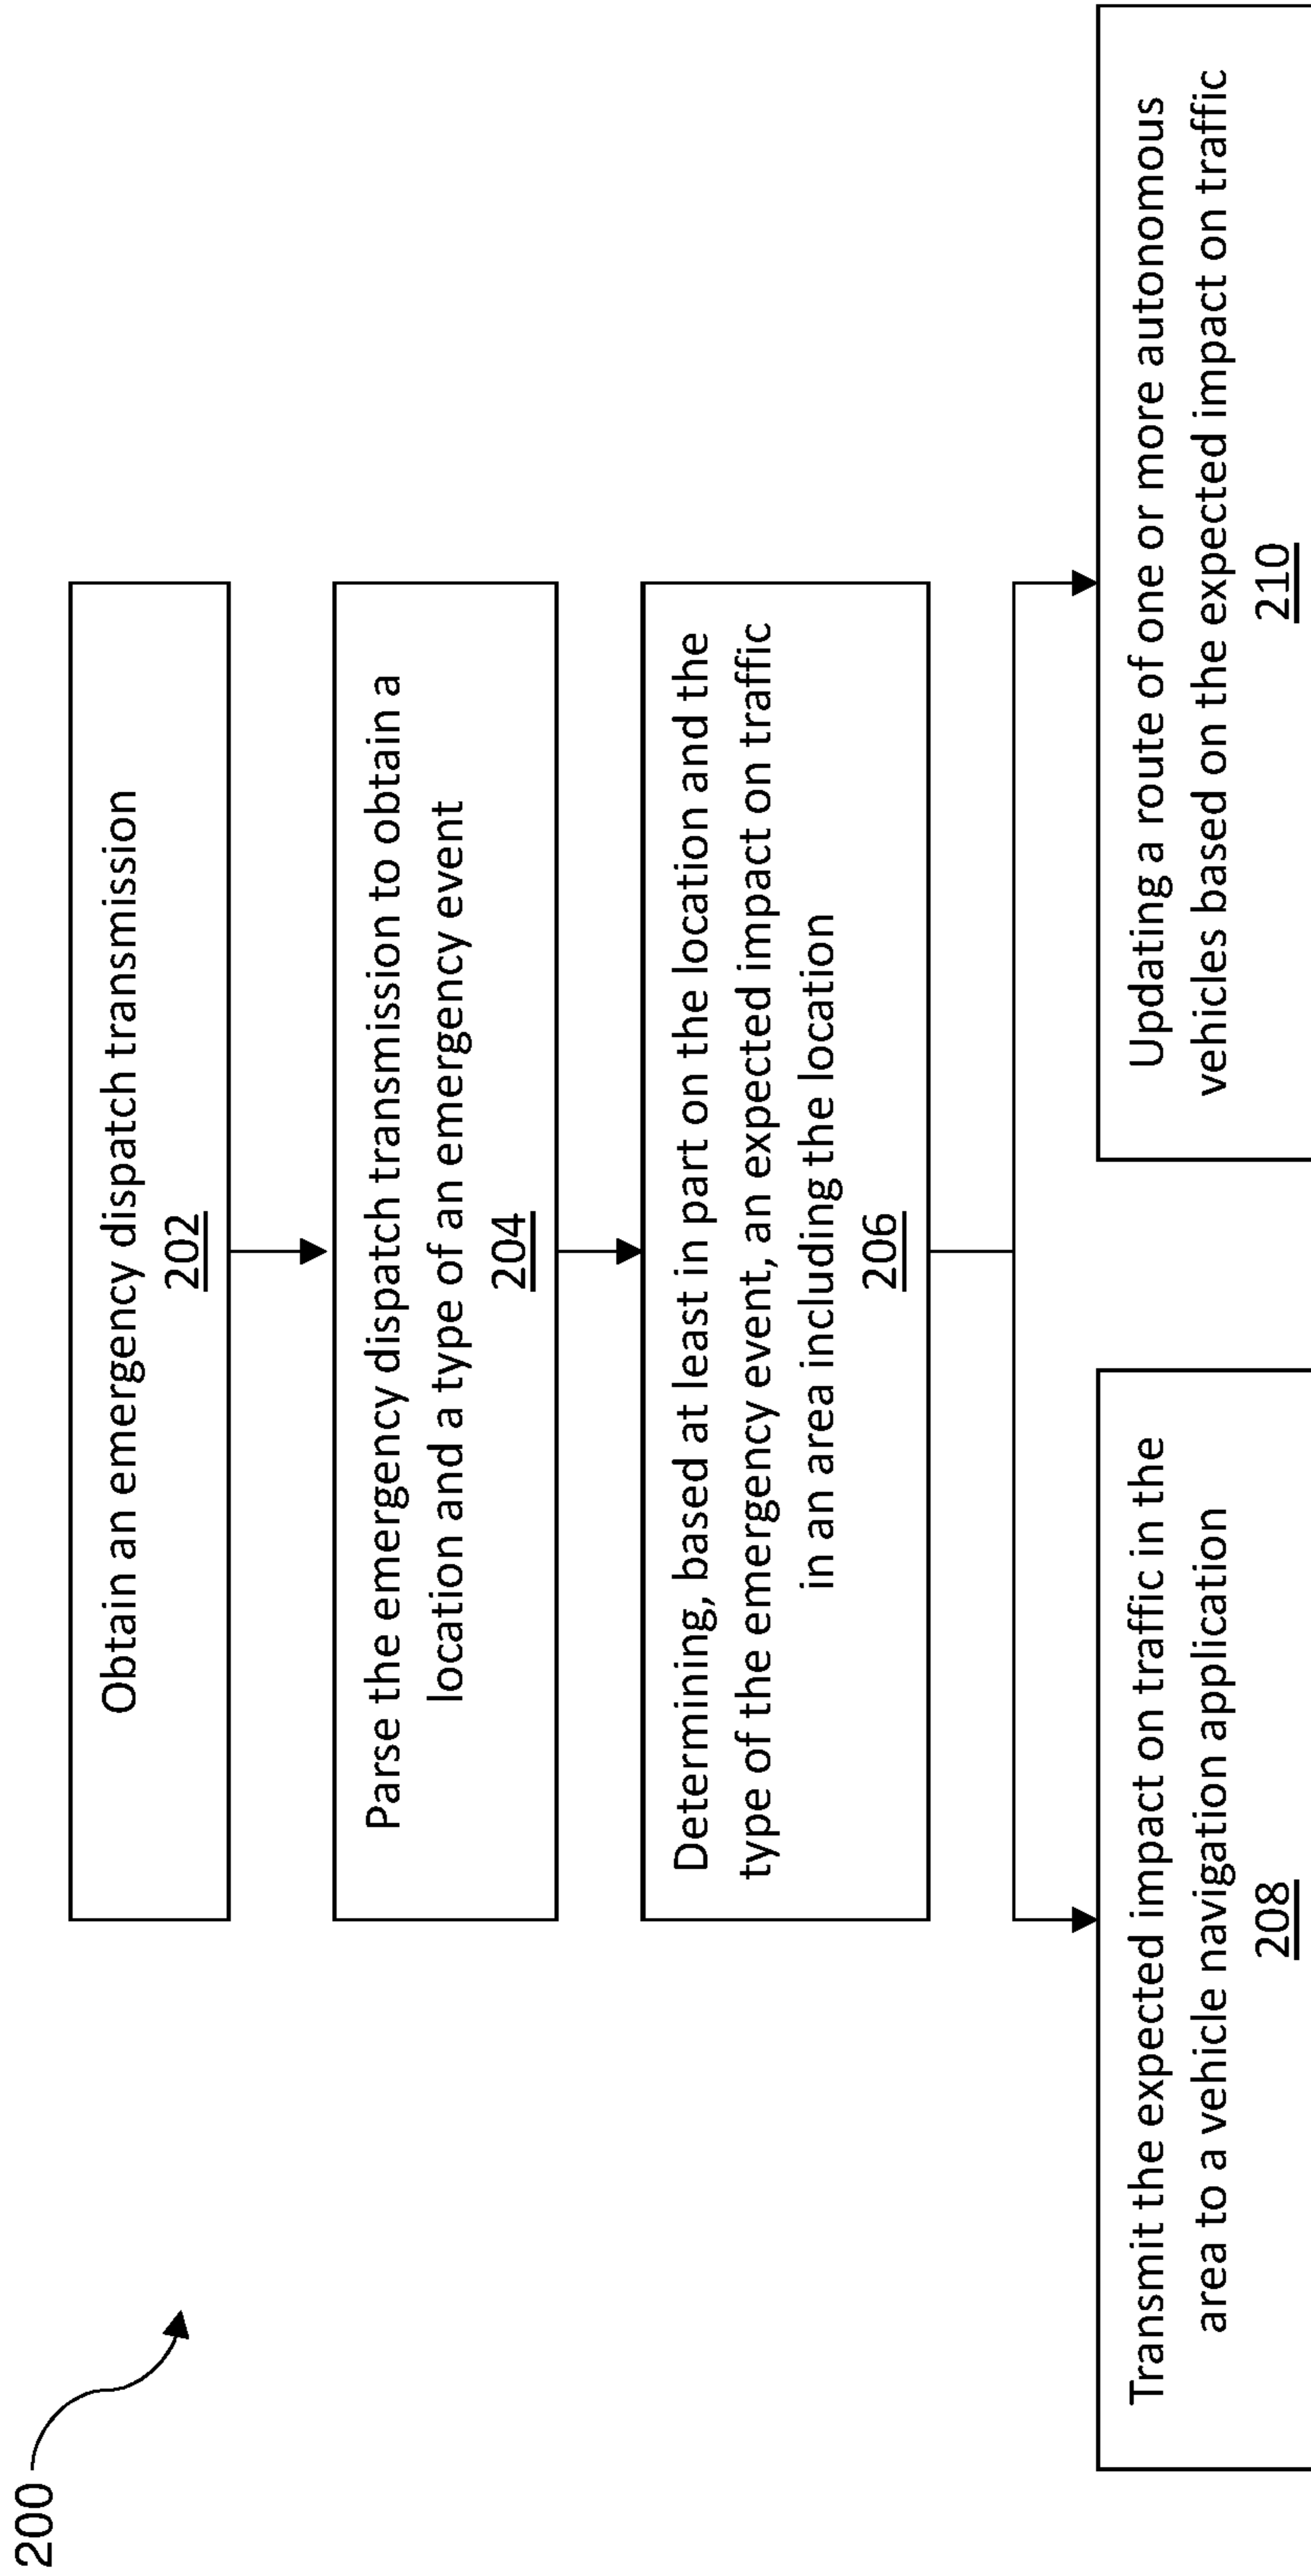 200
Obtain an emergency dispatch transmission
202
Parse the emergency dispatch transmission to obtain a
location and a type of an emergency event
204
Determining, based at least in part on the location and the
type of the emergency event, an expected impact on traffic
in an area including the location
206
Transmit the expected impact on traffic in the
area to a vehicle navigation application
208
Updating a route of one or more autonomous
vehicles based on the expected impact on traffic
210